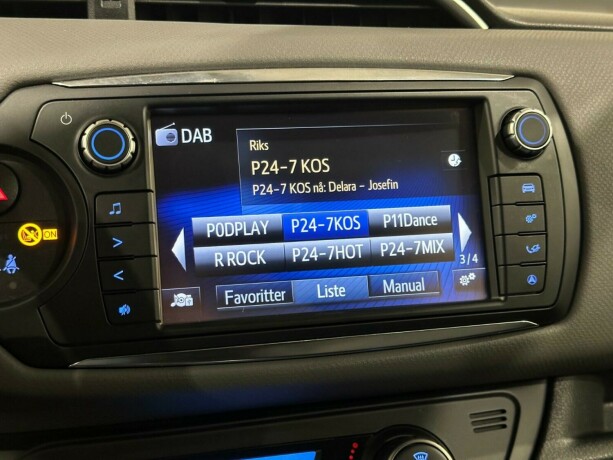 DAB
Riks
P24-7 KOS
P24-7 KOS nå: Delara - Josefin
PODPLAY P24-7KOS P11Dance
R ROCK P24-7HOT P24-7MIX
3/4
Favoritter Liste Manual
ON